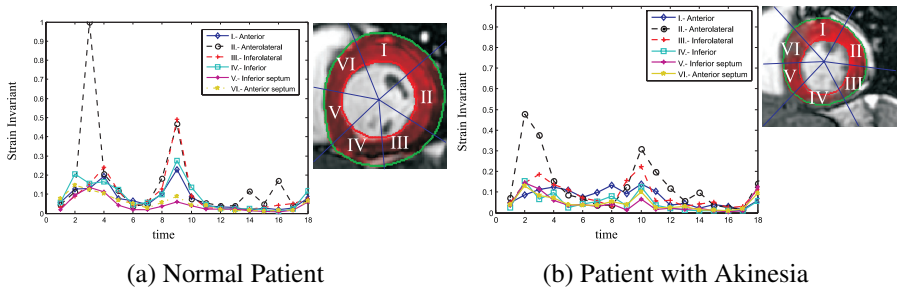 a)
1
0.9
0.8
0.7
0.6
0.5
0.4
0.3
0.2
0.1
0
Strain Invariant
0 2 4 6 8 10 12 14 16 18
time
I.- Anterior
II.- Anterolateral
III.- Inferolateral
IV.- Inferior
V.- Inferior septum
VI.- Anterior septum
I
II
III
IV
V
VI
(a) Normal Patient
b)
1
0.9
0.8
0.7
0.6
0.5
0.4
0.3
0.2
0.1
0
Strain Invariant
0 2 4 6 8 10 12 14 16 18
time
I.- Anterior
II.- Anterolateral
III.- Inferolateral
IV.- Inferior
V.- Inferior septum
VI.- Anterior septum
I
II
III
IV
V
VI
(b) Patient with Akinesia